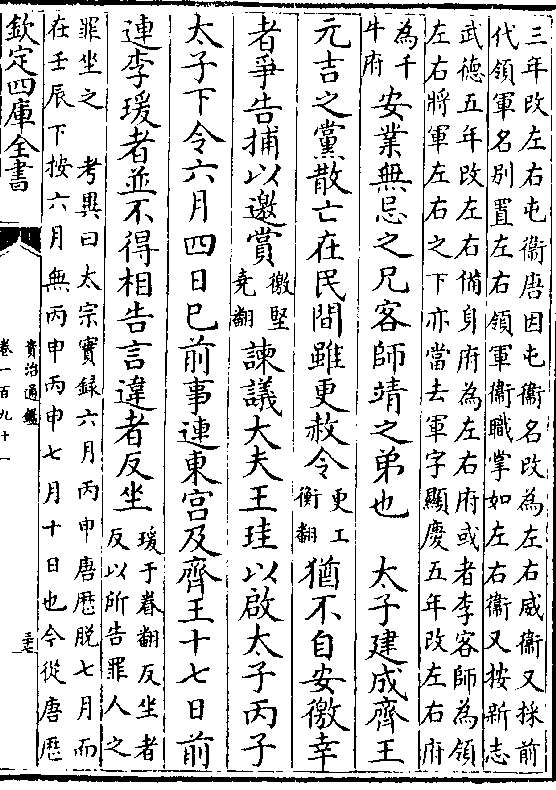 三年改左右屯衞唐因屯衞名改為左右威衞又採前
代領軍名别置左右領軍衞職掌如左右衞又按新志
武徳五年改左右備身府為左右府或者李客師為領
左右將軍左右之下亦當去軍字顯慶五年改左右府
為千
牛府
安業無忌之兄客師靖之弟也 太子建成齊王
元吉之黨散亡在民間雖更赦令
更工
衡翻
猶不自安徼幸
者爭告捕以邀賞
徼堅
堯翻
諫議大夫王珪以啟太子丙子
太子下令六月四日已前事連東宫及齊王十七日前
連李瑗者並不得相告言違者反坐
瑗于眷翻反坐者
反以所告罪人之
罪坐之 考異曰太宗實録六月丙申唐歴脱七月而
在壬辰下按六月無丙申丙申七月十日也今從唐歴
欽定四庫全書
資治通鑑
卷一百九十一